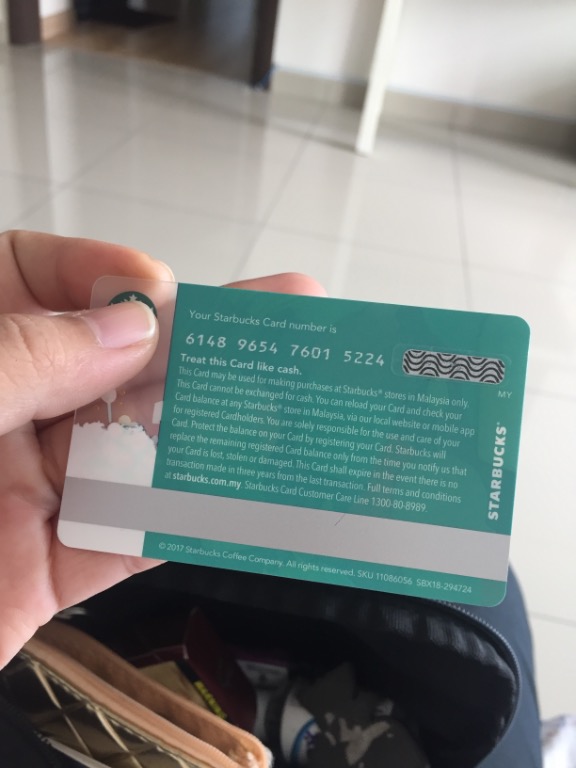 Your Starbucks Card number is
6148 9654 7601 5224
Treat this Card like cash.
This Card may be used for making purchases at Starbucks® stores in Malaysia only.
This Card cannot be exchanged for cash. You can reload your Card and check your
Card balance at any Starbucks® store in Malaysia, via our local website or mobile app
for registered Cardholders. You are solely responsible for the use and care of your
Card. Protect the balance on your Card by registering your Card. Starbucks will
replace the remaining registered Card balance only from the time you notify us that
your Card is lost, stolen or damaged. This Card shall expire in the event there is no
transaction made in three years from the last transaction. Full terms and conditions
at starbucks.com.my. Starbucks Card Customer Care Line 1300-80-8989.
MY
STARBUCKS®
© 2017 Starbucks Coffee Company. All rights reserved. SKU 11086056 SBX18-294724